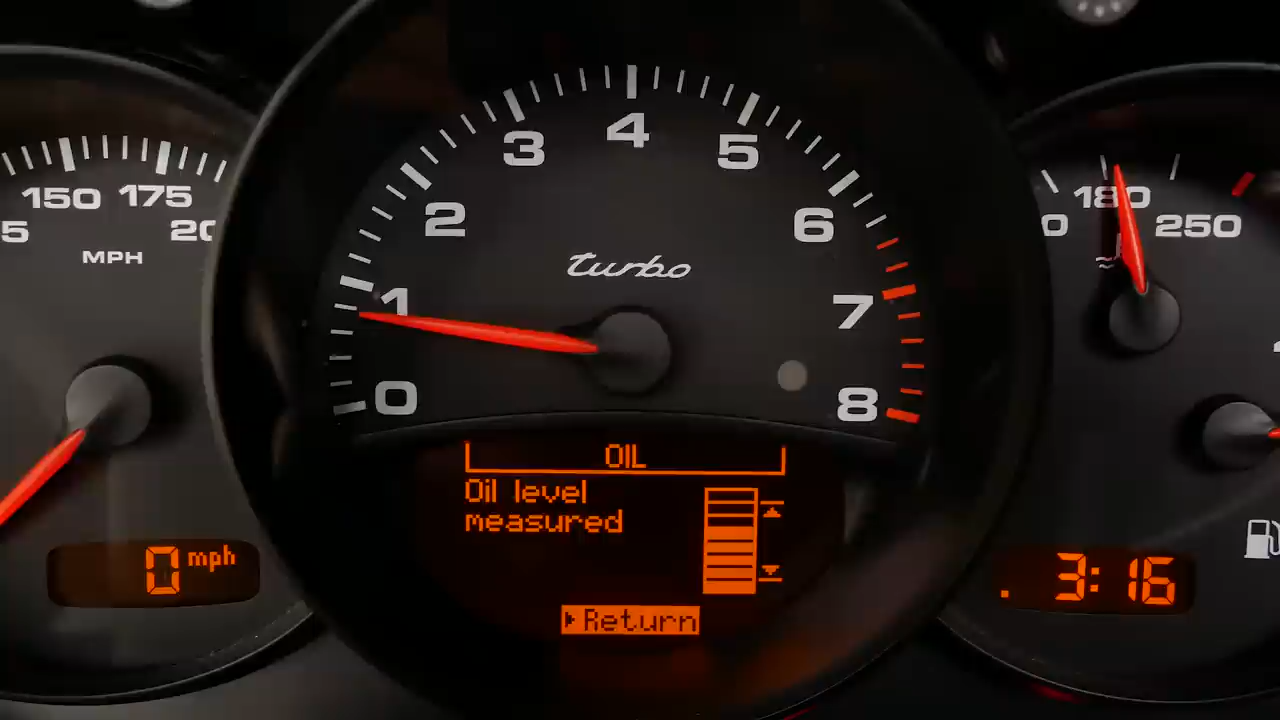 150 175
5 20
MPH
0 mph
0 1 2 3 4 5 6 7 8
turbo
OIL
Oil level
measured
Return
180
0 250
3:16